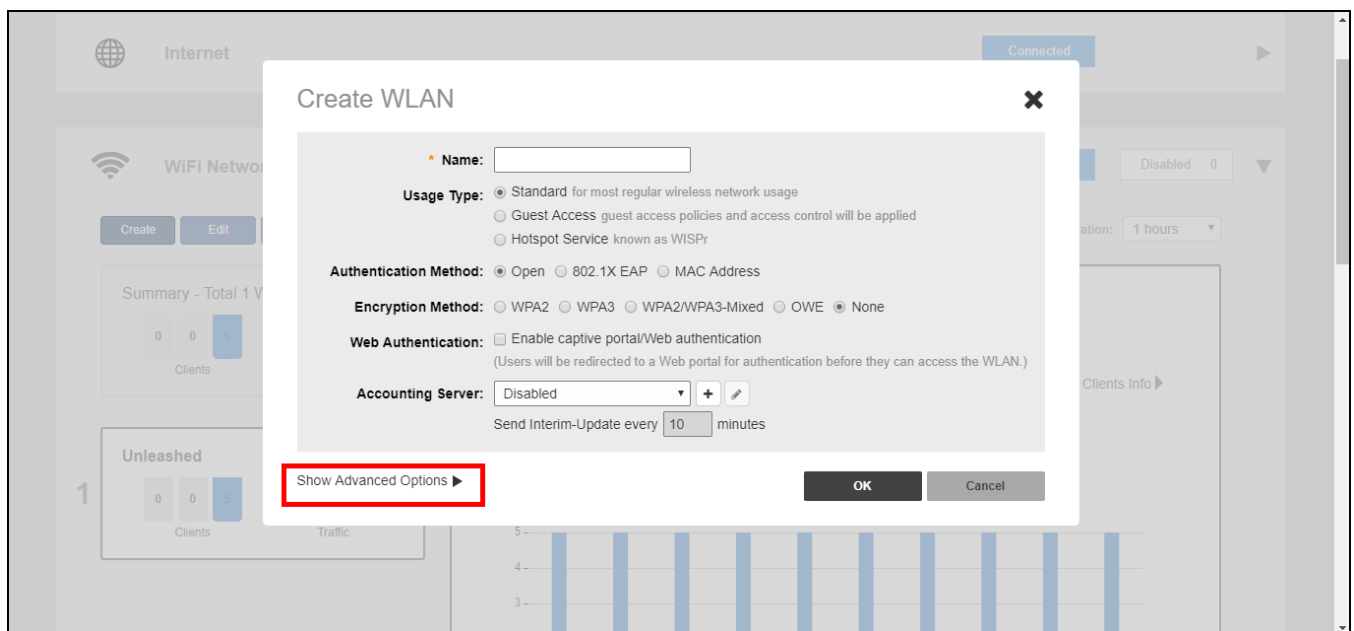 Internet
Connected
Create WLAN
WiFi Networ
Disabled 0
* Name:
Usage Type: Standard for most regular wireless network usage
Guest Access guest access policies and access control will be applied
Hotspot Service known as WISPr
Create Edit
ation: 1 hours
Authentication Method: Open 802.1X EAP MAC Address
Summary - Total 1 W
Encryption Method: WPA2 WPA3 WPA2/WPA3-Mixed OWE None
0 0 5
Web Authentication: Enable captive portal/Web authentication
(Users will be redirected to a Web portal for authentication before they can access the WLAN.)
Clients
Clients Info
Accounting Server: Disabled
Send Interim-Update every 10 minutes
Unleashed
1
0 0 5
Show Advanced Options
OK Cancel
Clients Traffic
5
4
3